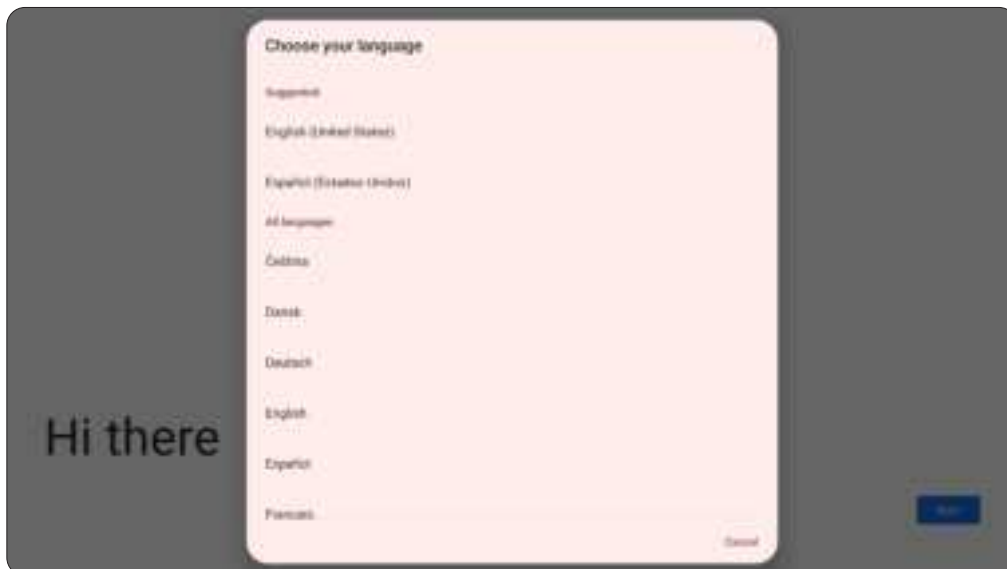 Choose your language
Suggested
English (United States)
Español (Estados Unidos)
All languages
Čeština
Dansk
Deutsch
English
Español
Français
Hi there
Cancel